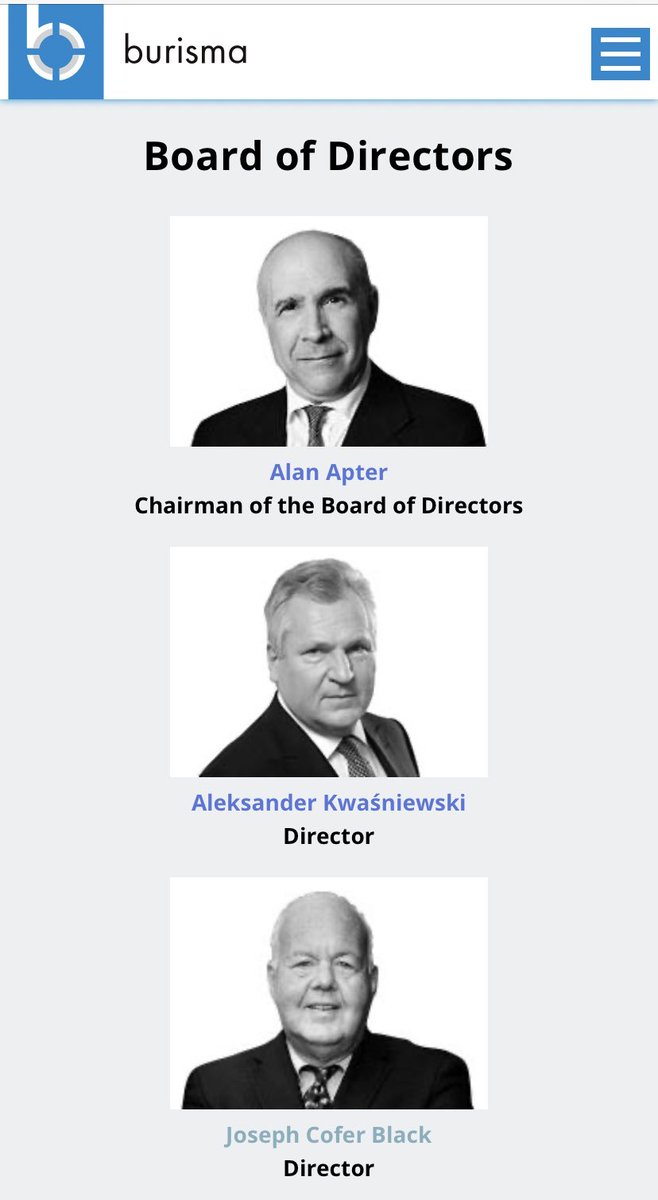 burisma
Board of Directors
Alan Apter
Chairman of the Board of Directors
Aleksander Kwaśniewski
Director
Joseph Cofer Black
Director